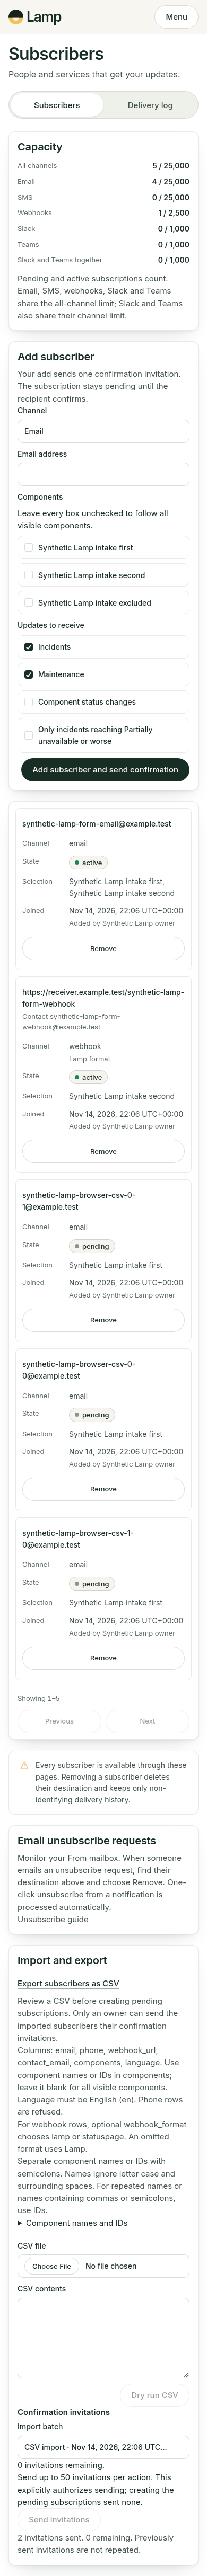 Lamp
Menu
Subscribers
People and services that get your updates.
Subscribers
Delivery log
Capacity
All channels 5 / 25,000
Email 4 / 25,000
SMS 0 / 25,000
Webhooks 1 / 2,500
Slack 0 / 1,000
Teams 0 / 1,000
Slack and Teams together 0 / 1,000
Pending and active subscriptions count.
Email, SMS, webhooks, Slack and Teams
share the all-channel limit; Slack and Teams
also share their channel limit.
Add subscriber
Your add sends one confirmation invitation.
The subscription stays pending until the
recipient confirms.
Channel
Email
Email address
Components
Leave every box unchecked to follow all
visible components.
Synthetic Lamp intake first
Synthetic Lamp intake second
Synthetic Lamp intake excluded
Updates to receive
Incidents
Maintenance
Component status changes
Only incidents reaching Partially
unavailable or worse
Add subscriber and send confirmation
synthetic-lamp-form-email@example.test
Channel email
State active
Selection Synthetic Lamp intake first,
Synthetic Lamp intake second
Joined Nov 14, 2026, 22:06 UTC+00:00
Added by Synthetic Lamp owner
Remove
https://receiver.example.test/synthetic-lamp-
form-webhook
Contact synthetic-lamp-form-
webhook@example.test
Channel webhook
Lamp format
State active
Selection Synthetic Lamp intake second
Joined Nov 14, 2026, 22:06 UTC+00:00
Added by Synthetic Lamp owner
Remove
synthetic-lamp-browser-csv-0-
1@example.test
Channel email
State pending
Selection Synthetic Lamp intake first
Joined Nov 14, 2026, 22:06 UTC+00:00
Added by Synthetic Lamp owner
Remove
synthetic-lamp-browser-csv-0-
0@example.test
Channel email
State pending
Selection Synthetic Lamp intake first
Joined Nov 14, 2026, 22:06 UTC+00:00
Added by Synthetic Lamp owner
Remove
synthetic-lamp-browser-csv-1-
0@example.test
Channel email
State pending
Selection Synthetic Lamp intake first
Joined Nov 14, 2026, 22:06 UTC+00:00
Added by Synthetic Lamp owner
Remove
Showing 1–5
Previous
Next
Every subscriber is available through these
pages. Removing a subscriber deletes
their destination and keeps only non-
identifying delivery history.
Email unsubscribe requests
Monitor your From mailbox. When someone
emails an unsubscribe request, find their
destination above and choose Remove. One-
click unsubscribe from a notification is
processed automatically.
Unsubscribe guide
Import and export
Export subscribers as CSV
Review a CSV before creating pending
subscriptions. Only an owner can send the
imported subscribers their confirmation
invitations.
Columns: email, phone, webhook_url,
contact_email, components, language. Use
component names or IDs in components;
leave it blank for all visible components.
Language must be English (en). Phone rows
are refused.
For webhook rows, optional webhook_format
chooses lamp or statuspage. An omitted
format uses Lamp.
Separate component names or IDs with
semicolons. Names ignore letter case and
surrounding spaces. For repeated names or
names containing commas or semicolons,
use IDs.
Component names and IDs
CSV file
Choose File No file chosen
CSV contents
Dry run CSV
Confirmation invitations
Import batch
CSV import · Nov 14, 2026, 22:06 UTC...
0 invitations remaining.
Send up to 50 invitations per action. This
explicitly authorizes sending; creating the
pending subscriptions sent none.
Send invitations
2 invitations sent. 0 remaining. Previously
sent invitations are not repeated.